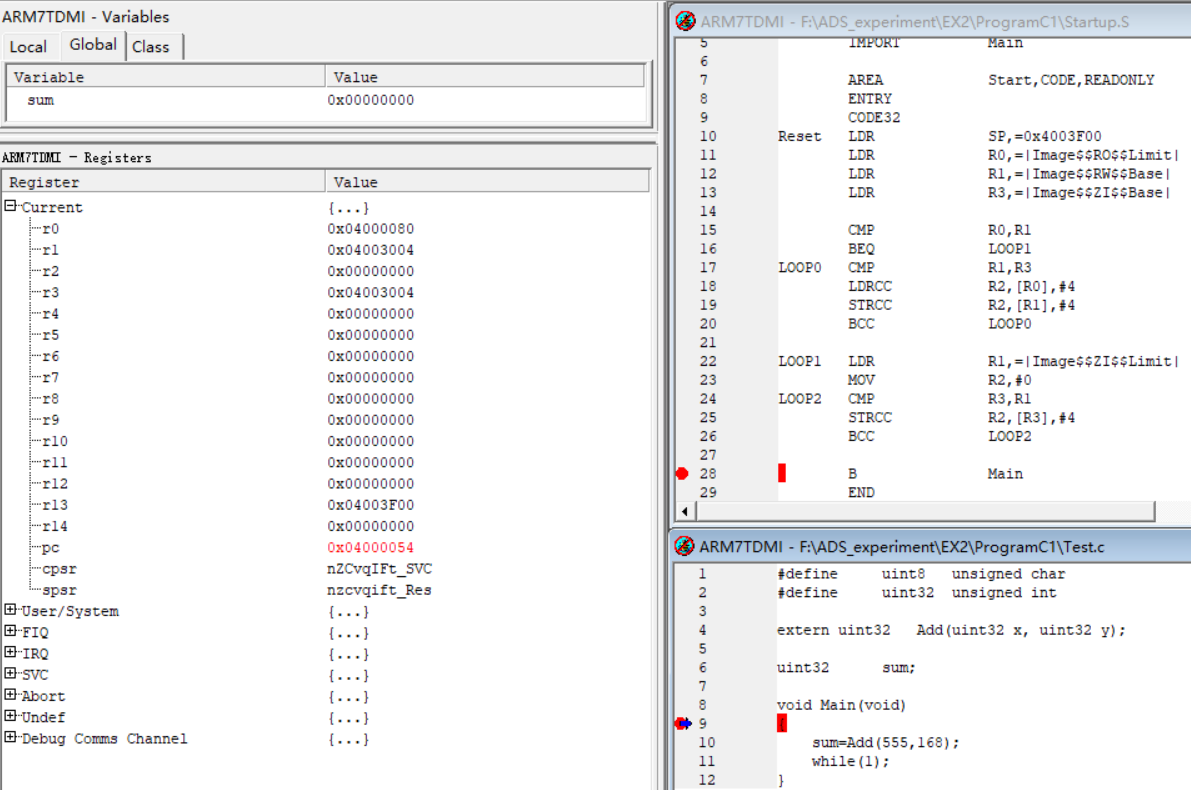 ARM7TDMI - Variables
Local Global Class
Variable Value
sum 0x00000000
ARM7TDMI - Registers
Register Value
Current {...}
r0 0x04000080
r1 0x04003004
r2 0x00000000
r3 0x04003004
r4 0x00000000
r5 0x00000000
r6 0x00000000
r7 0x00000000
r8 0x00000000
r9 0x00000000
r10 0x00000000
r11 0x00000000
r12 0x00000000
r13 0x04003F00
r14 0x00000000
pc 0x04000054
cpsr nZCvqIFt_SVC
spsr nzcvqift_Res
User/System {...}
FIQ {...}
IRQ {...}
SVC {...}
Abort {...}
Undef {...}
Debug Comms Channel {...}
ARM7TDMI - F:\ADS_experiment\EX2\ProgramC1\Startup.S
5 IMPORT Main
6
7 AREA Start,CODE,READONLY
8 ENTRY
9 CODE32
10 Reset LDR SP,=0x4003F00
11 LDR R0,=|Image$$RO$$Limit|
12 LDR R1,=|Image$$RW$$Base|
13 LDR R3,=|Image$$ZI$$Base|
14
15 CMP R0,R1
16 BEQ LOOP1
17 LOOP0 CMP R1,R3
18 LDRCC R2,[R0],#4
19 STRCC R2,[R1],#4
20 BCC LOOP0
21
22 LOOP1 LDR R1,=|Image$$ZI$$Limit|
23 MOV R2,#0
24 LOOP2 CMP R3,R1
25 STRCC R2,[R3],#4
26 BCC LOOP2
27
28 B Main
29 END
ARM7TDMI - F:\ADS_experiment\EX2\ProgramC1\Test.c
1 #define uint8 unsigned char
2 #define uint32 unsigned int
3
4 extern uint32 Add(uint32 x, uint32 y);
5
6 uint32 sum;
7
8 void Main(void)
9 {
10 sum=Add(555,168);
11 while(1);
12 }